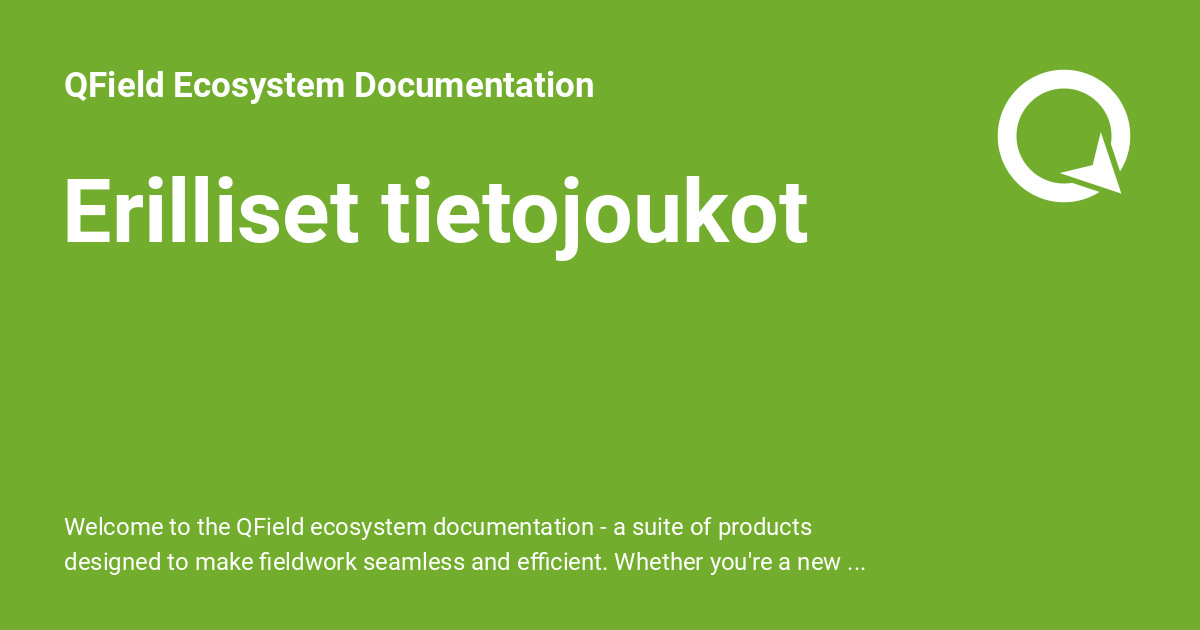 QField Ecosystem Documentation
Erilliset tietojoukot
Welcome to the QField ecosystem documentation - a suite of products
designed to make fieldwork seamless and efficient. Whether you're a new ...